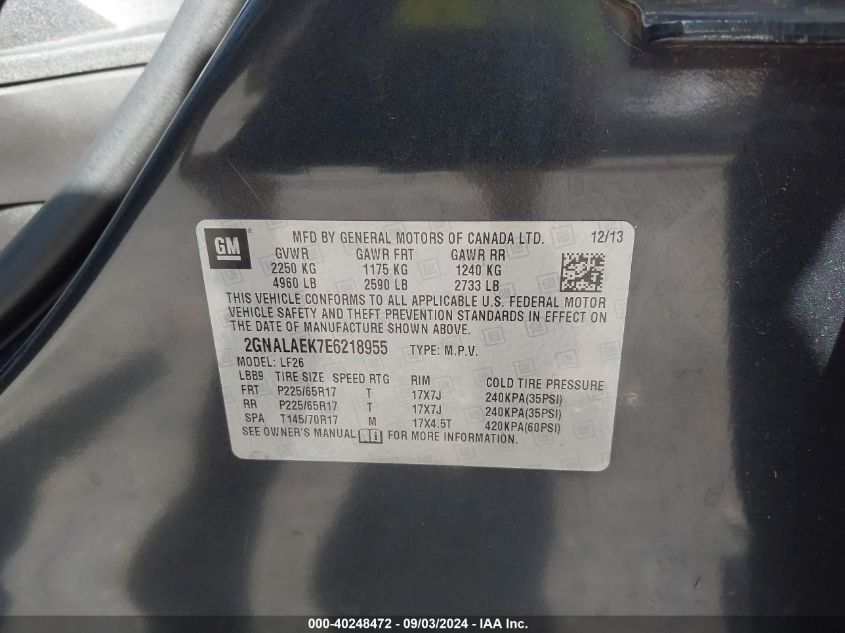 GM ®
MFD BY GENERAL MOTORS OF CANADA LTD. 12/13
GVWR GAWR FRT GAWR RR
2250 KG 1175 KG 1240 KG
4960 LB 2590 LB 2733 LB
THIS VEHICLE CONFORMS TO ALL APPLICABLE U.S. FEDERAL MOTOR
VEHICLE SAFETY AND THEFT PREVENTION STANDARDS IN EFFECT ON
THE DATE OF MANUFACTURE SHOWN ABOVE.
2GNALAEK7E6218955 TYPE: M.P.V.
MODEL: LF26
LBB9 TIRE SIZE SPEED RTG RIM COLD TIRE PRESSURE
FRT P225/65R17 T 17X7J 240KPA(35PSI)
RR P225/65R17 T 17X7J 240KPA(35PSI)
SPA T145/70R17 M 17X4.5T 420KPA(60PSI)
SEE OWNER'S MANUAL FOR MORE INFORMATION.
000-40248472 - 09/03/2024 - IAA Inc.